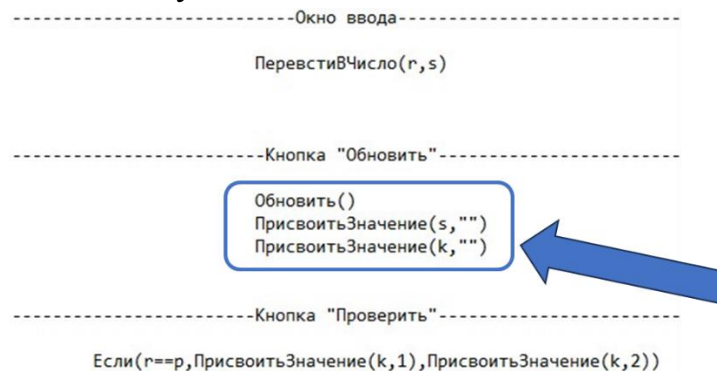 ----------------------------Окно ввода----------------------------
ПеревстиВЧисло(r,s)
-------------------------Кнопка "Обновить"------------------------
Обновить()
ПрисвоитьЗначение(s,"")
ПрисвоитьЗначение(k,"")
------------------------Кнопка "Проверить"------------------------
Если(r==p,ПрисвоитьЗначение(k,1),ПрисвоитьЗначение(k,2))